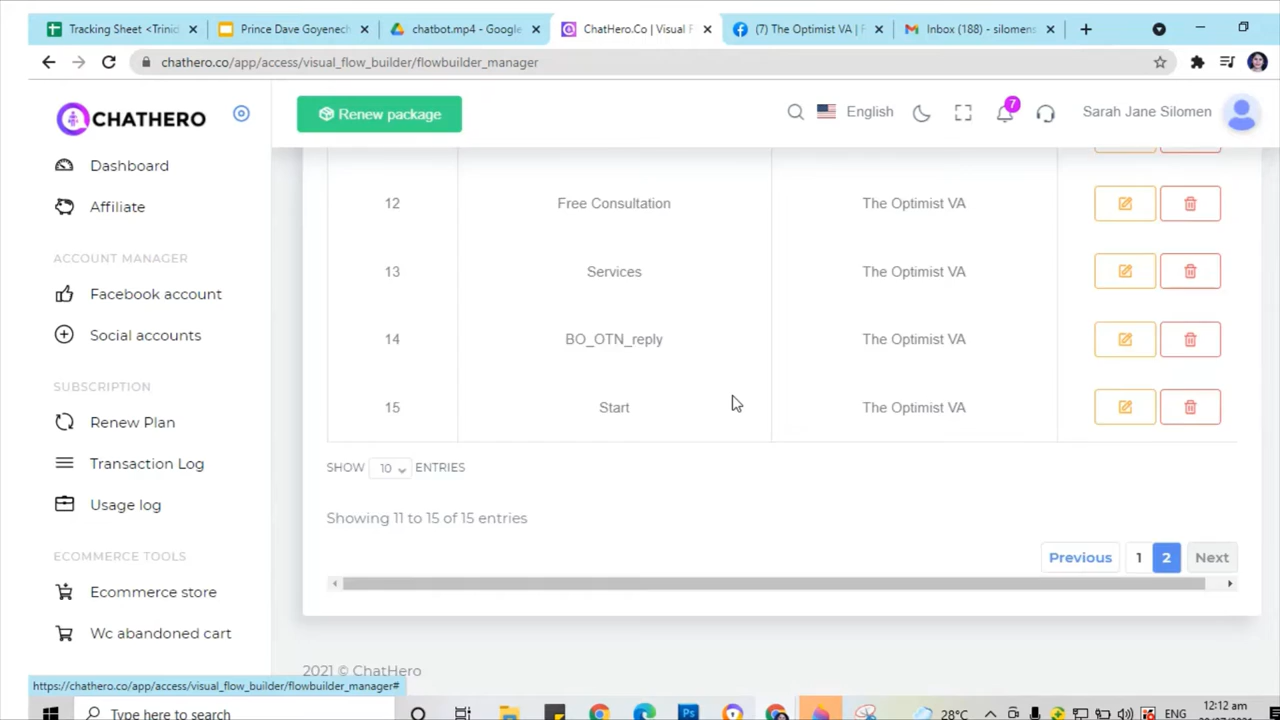 Tracking Sheet <Trinid
Prince Dave Goyenech
chatbot.mp4 - Google
ChatHero.Co | Visual F
(7) The Optimist VA | F
Inbox (188) - silomens
chathero.co/app/access/visual_flow_builder/flowbuilder_manager
CHATHERO
Renew package
English
7
Sarah Jane Silomen
Dashboard
Affiliate
ACCOUNT MANAGER
Facebook account
Social accounts
SUBSCRIPTION
Renew Plan
Transaction Log
Usage log
ECOMMERCE TOOLS
Ecommerce store
Wc abandoned cart
12 Free Consultation The Optimist VA
13 Services The Optimist VA
14 BO_OTN_reply The Optimist VA
15 Start The Optimist VA
SHOW 10 ENTRIES
Showing 11 to 15 of 15 entries
Previous 1 2 Next
2021 © ChatHero
https://chathero.co/app/access/visual_flow_builder/flowbuilder_manager#
Type here to search
28°C
ENG
12:12 am